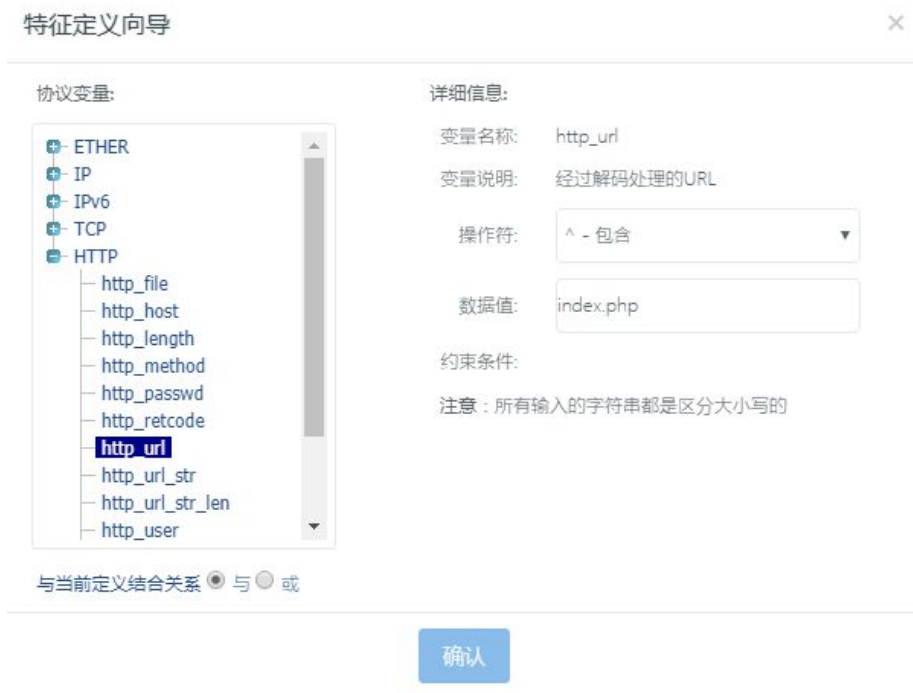 特征定义向导
×
协议变量:
ETHER
IP
IPv6
TCP
HTTP
http_file
http_host
http_length
http_method
http_passwd
http_retcode
http_url
http_url_str
http_url_str_len
http_user
与当前定义结合关系 与 或
详细信息:
变量名称: http_url
变量说明: 经过解码处理的URL
操作符: ^ - 包含
数据值: index.php
约束条件:
注意：所有输入的字符串都是区分大小写的
确认